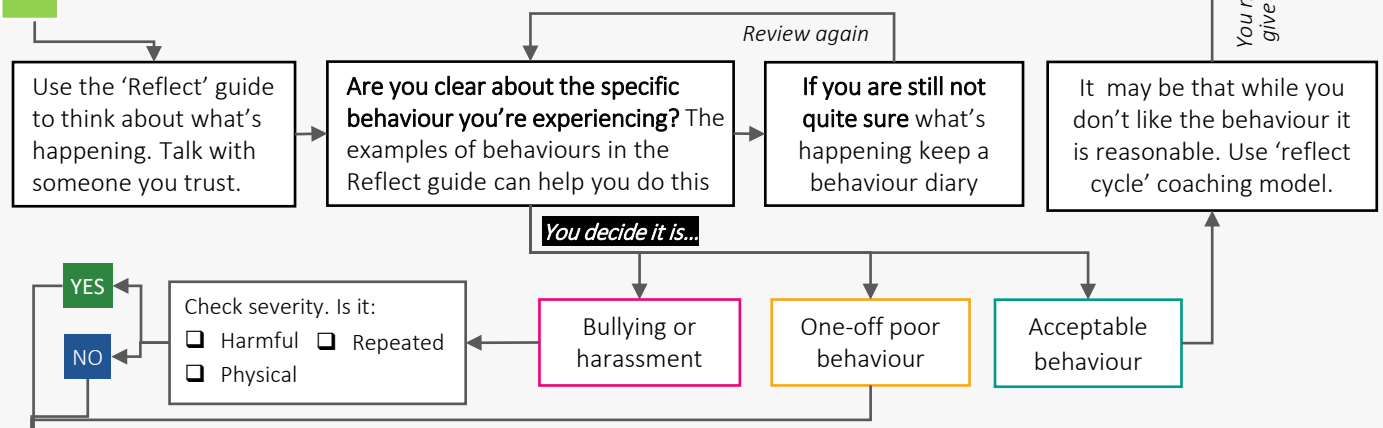 Review again
You
give
Use the ‘Reflect’ guide
to think about what’s
happening. Talk with
someone you trust.
Are you clear about the specific
behaviour you’re experiencing? The
examples of behaviours in the
Reflect guide can help you do this
If you are still not
quite sure what’s
happening keep a
behaviour diary
It may be that while you
don’t like the behaviour it
is reasonable. Use ‘reflect
cycle’ coaching model.
You decide it is...
YES
NO
Check severity. Is it:
❑ Harmful ❑ Repeated
❑ Physical
Bullying or
harassment
One-off poor
behaviour
Acceptable
behaviour